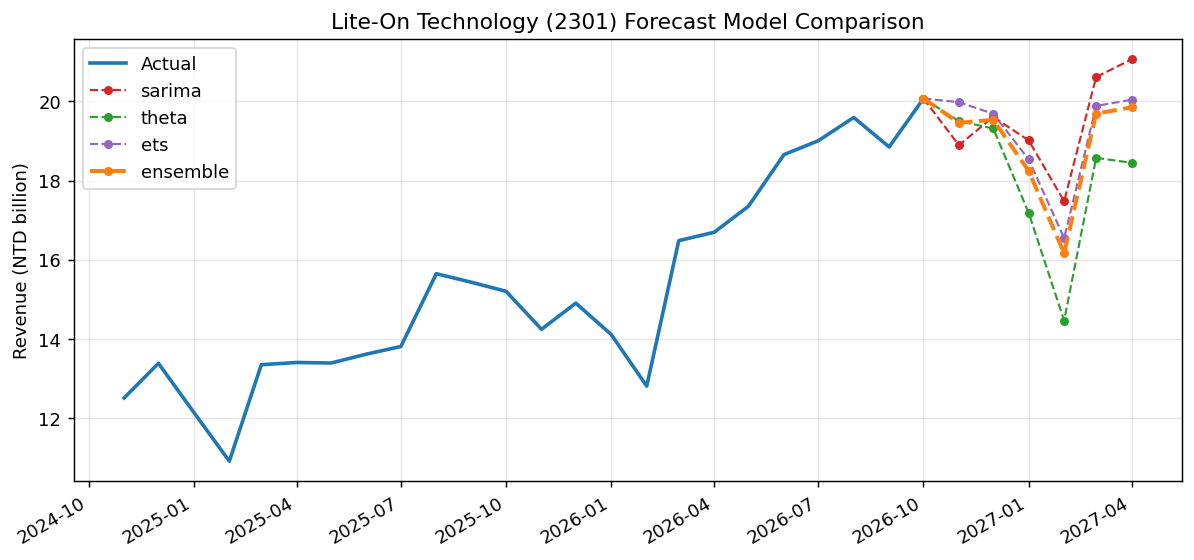 Lite-On Technology (2301) Forecast Model Comparison
Actual
sarima
theta
ets
ensemble
Revenue (NTD billion)
20
18
16
14
12
2024-10
2025-01
2025-04
2025-07
2025-10
2026-01
2026-04
2026-07
2026-10
2027-01
2027-04